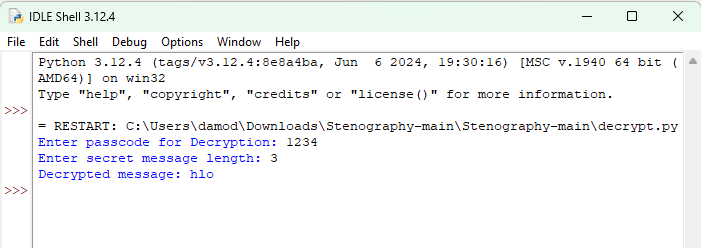 IDLE Shell 3.12.4
File Edit Shell Debug Options Window Help
Python 3.12.4 (tags/v3.12.4:8e8a4ba, Jun  6 2024, 19:30:16) [MSC v.1940 64 bit (
AMD64)] on win32
Type "help", "copyright", "credits" or "license()" for more information.
>>>
= RESTART: C:\Users\damod\Downloads\Stenography-main\Stenography-main\decrypt.py
Enter passcode for Decryption: 1234
Enter secret message length: 3
Decrypted message: hlo
>>>